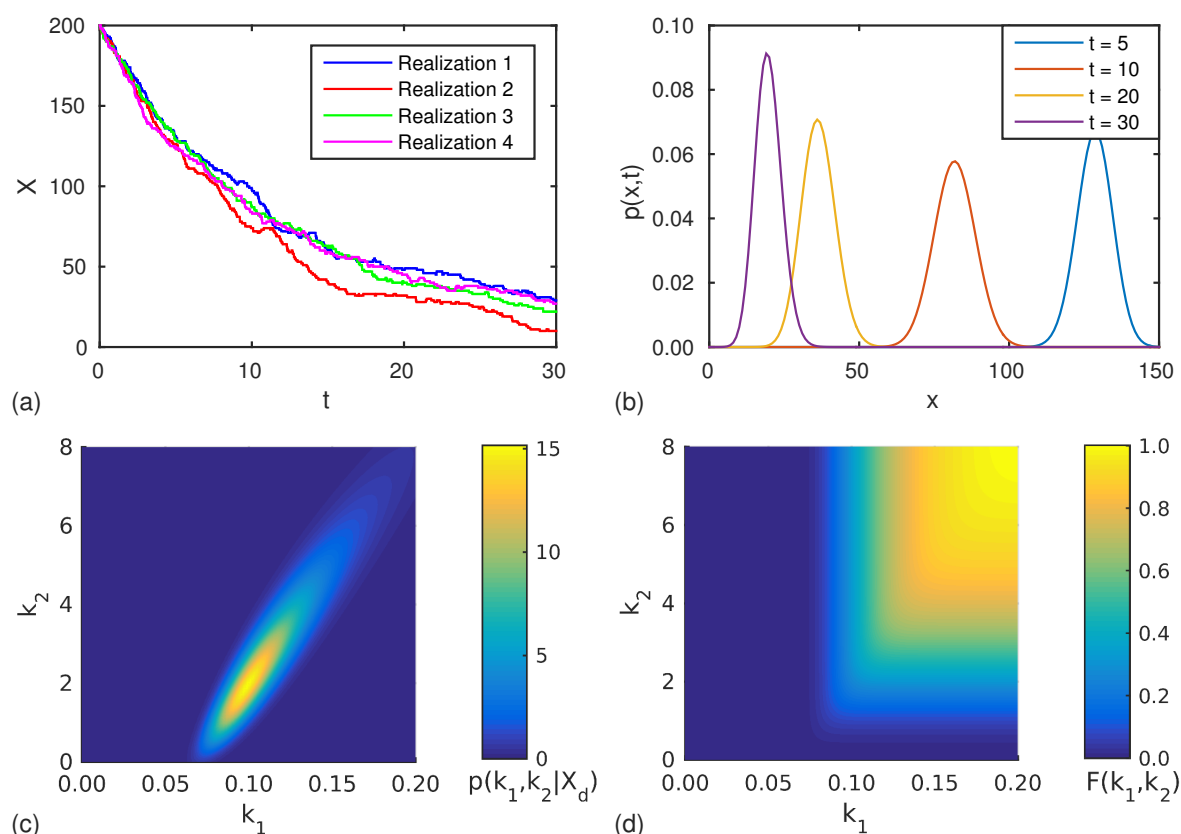 200
150
100
50
0
X
0
10
20
30
t
Realization 1
Realization 2
Realization 3
Realization 4
(a)
0.10
0.08
0.06
0.04
0.02
0.00
p(x,t)
0
50
100
150
x
t = 5
t = 10
t = 20
t = 30
(b)
8
6
4
2
0
k₂
0.00
0.05
0.10
0.15
0.20
k₁
15
10
5
0
p(k₁,k₂|X_d)
(c)
8
6
4
2
0
k₂
0.00
0.05
0.10
0.15
0.20
k₁
1.0
0.8
0.6
0.4
0.2
0.0
F(k₁,k₂)
(d)